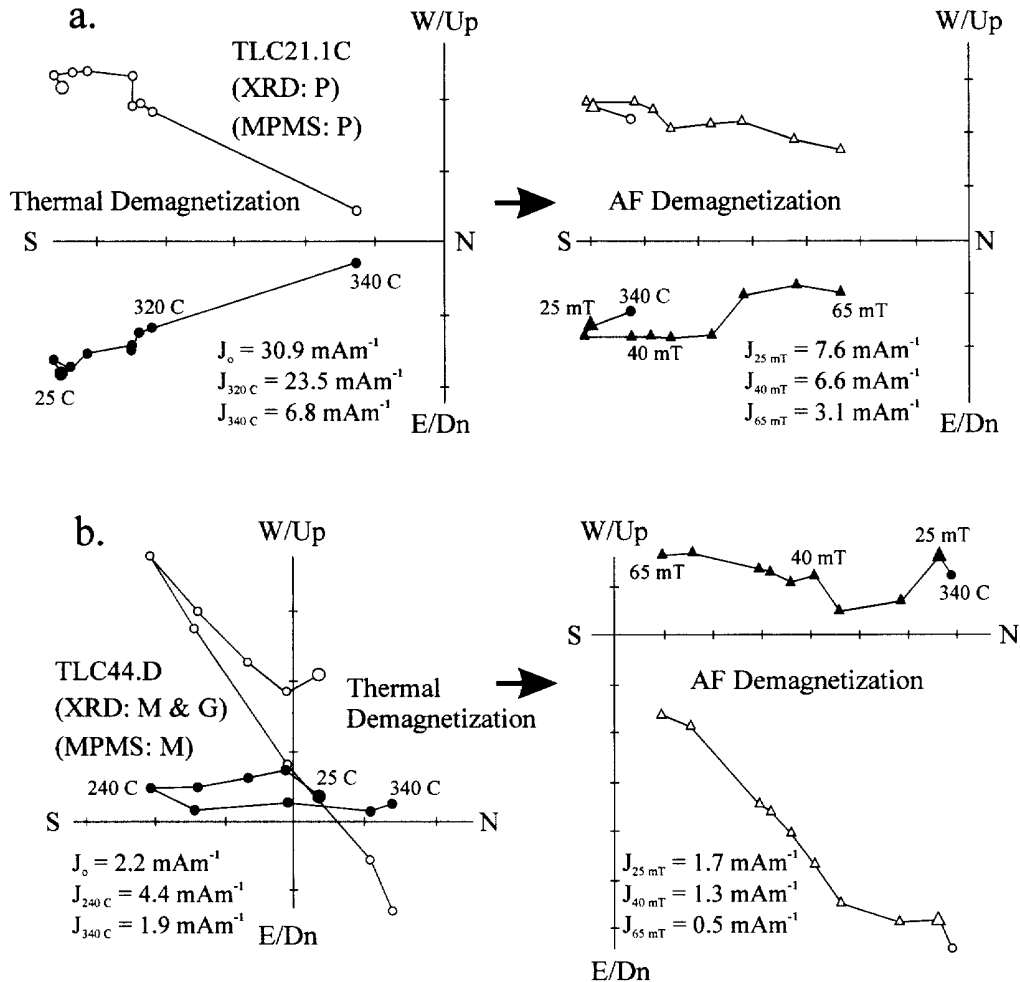 a.
W/Up
TLC21.1C
(XRD: P)
(MPMS: P)
Thermal Demagnetization
S
N
320 C
340 C
25 C
Jo = 30.9 mAm-1
J320 C = 23.5 mAm-1
J340 C = 6.8 mAm-1
E/Dn
W/Up
AF Demagnetization
25 mT
340 C
40 mT
65 mT
J25 mT = 7.6 mAm-1
J40 mT = 6.6 mAm-1
J65 mT = 3.1 mAm-1
E/Dn
b.
W/Up
TLC44.D
(XRD: M & G)
(MPMS: M)
Thermal
Demagnetization
240 C
25 C
340 C
S
N
Jo = 2.2 mAm-1
J240 C = 4.4 mAm-1
J340 C = 1.9 mAm-1
E/Dn
W/Up
25 mT
40 mT
65 mT
340 C
S
N
AF Demagnetization
J25 mT = 1.7 mAm-1
J40 mT = 1.3 mAm-1
J65 mT = 0.5 mAm-1
E/Dn